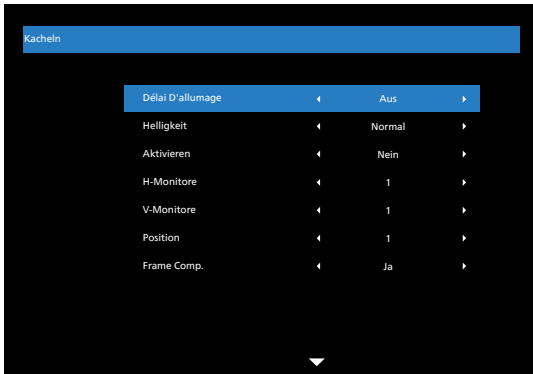 Kacheln
Délai D'allumage Aus
Helligkeit Normal
Aktivieren Nein
H-Monitore 1
V-Monitore 1
Position 1
Frame Comp. Ja